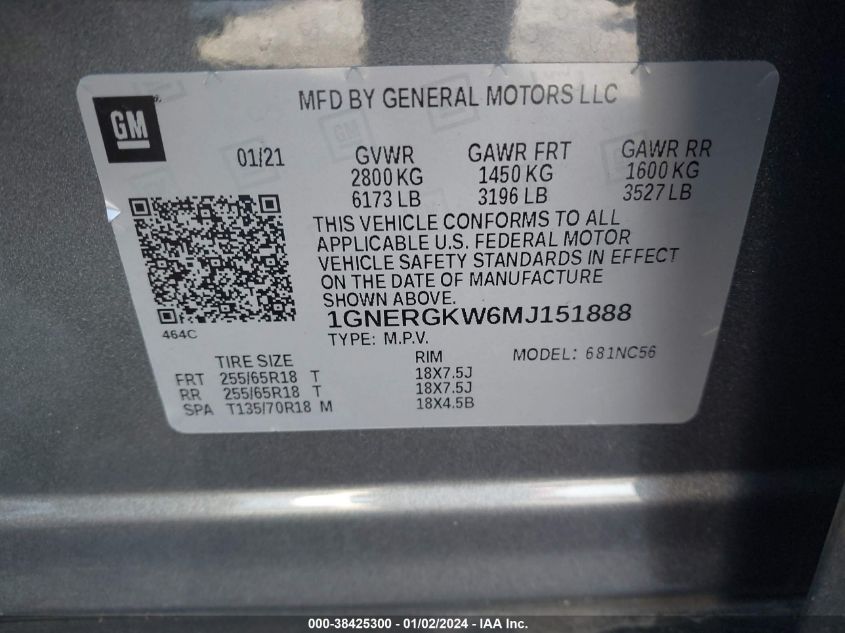 MFD BY GENERAL MOTORS LLC
GM
01/21 GVWR GAWR FRT GAWR RR
2800 KG 1450 KG 1600 KG
6173 LB 3196 LB 3527 LB
THIS VEHICLE CONFORMS TO ALL
APPLICABLE U.S. FEDERAL MOTOR
VEHICLE SAFETY STANDARDS IN EFFECT
ON THE DATE OF MANUFACTURE
SHOWN ABOVE.
1GNERGKW6MJ151888
464C
TYPE: M.P.V.
TIRE SIZE RIM MODEL: 681NC56
FRT 255/65R18 T 18X7.5J
RR 255/65R18 T 18X7.5J
SPA T135/70R18 M 18X4.5B
000-38425300 - 01/02/2024 - IAA Inc.